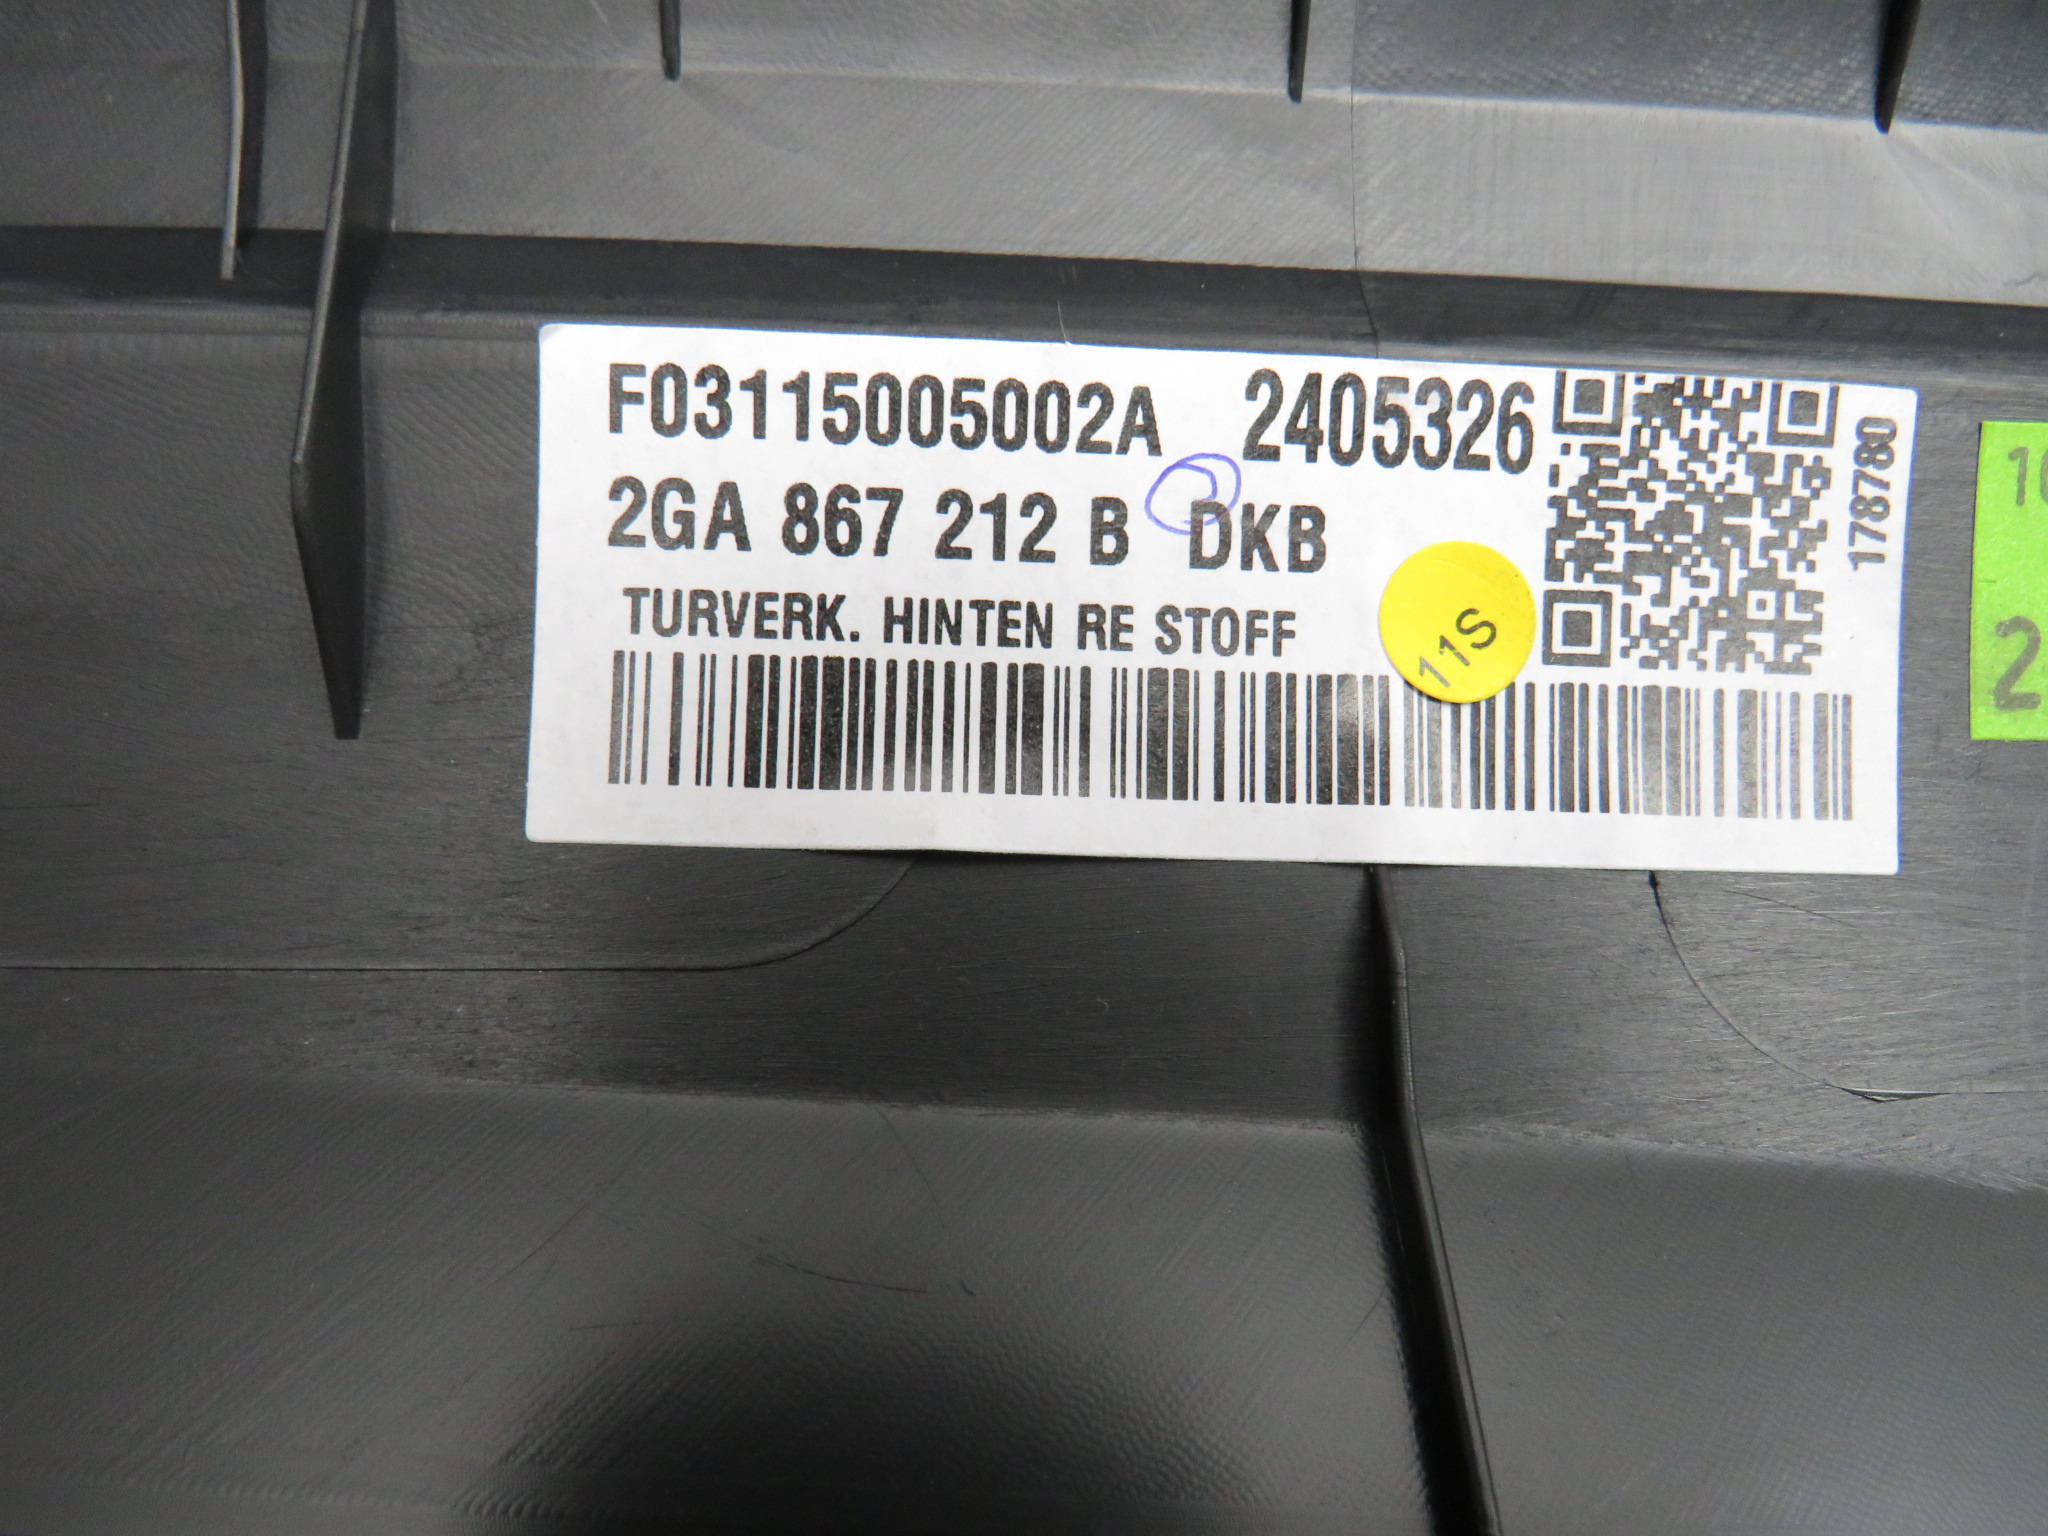 F03115005002A 2405326
2GA 867 212 B DKB
TURVERK. HINTEN RE STOFF
178780
11S